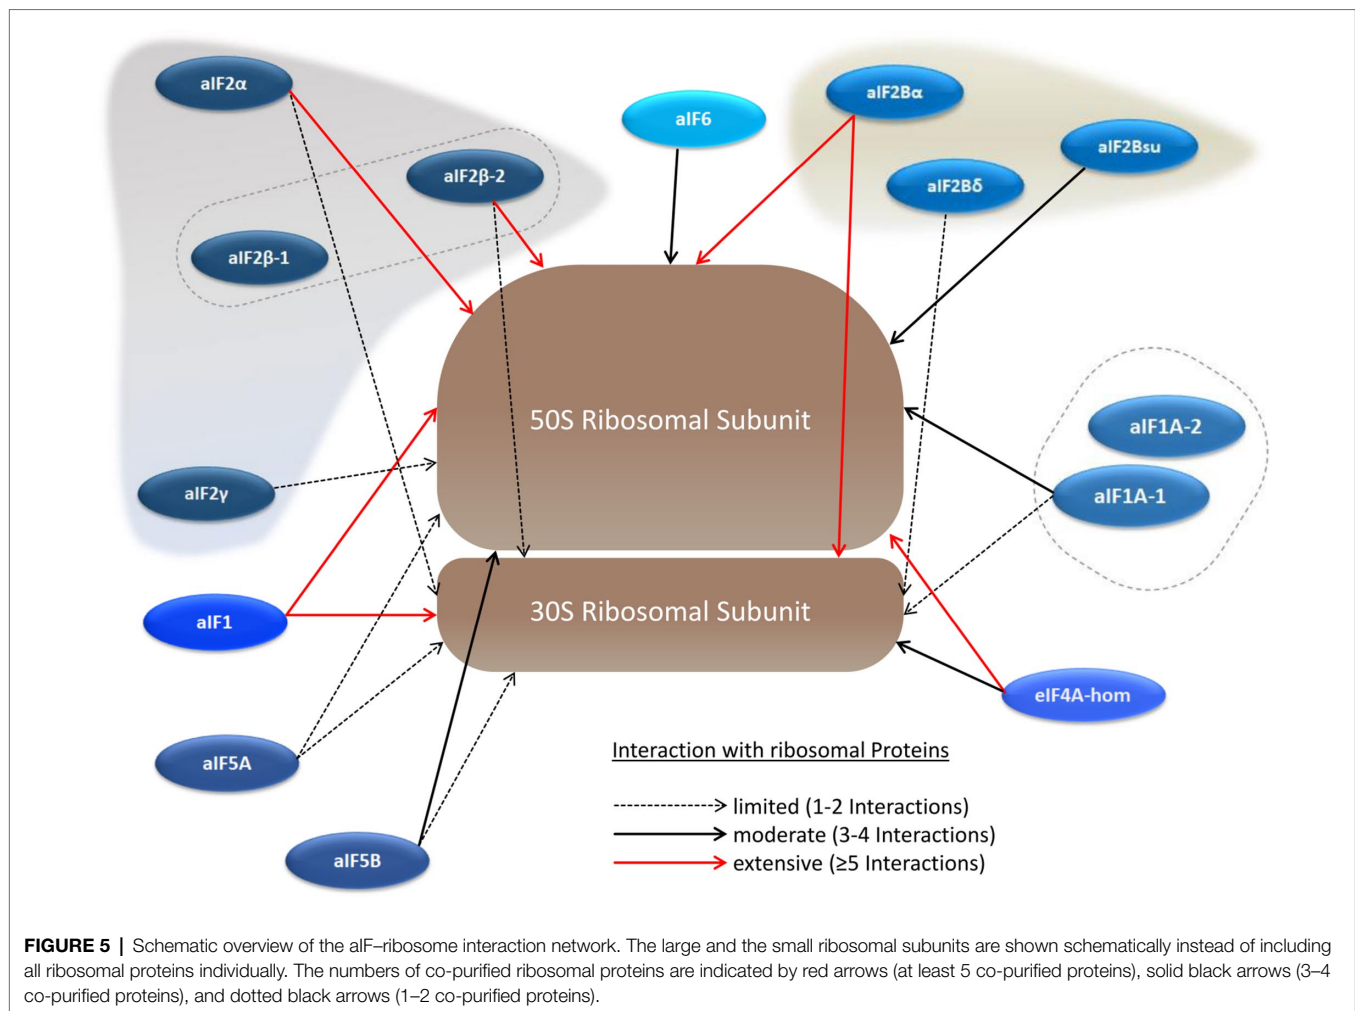 aIF2α
aIF6
aIF2Bα
aIF2Bsu
aIF2β-2
aIF2Bδ
aIF2β-1
50S Ribosomal Subunit
aIF1A-2
aIF2γ
aIF1A-1
aIF1
30S Ribosomal Subunit
eIF4A-hom
aIF5A
aIF5B
Interaction with ribosomal Proteins
limited (1-2 Interactions)
moderate (3-4 Interactions)
extensive (≥5 Interactions)
FIGURE 5 | Schematic overview of the aIF–ribosome interaction network. The large and the small ribosomal subunits are shown schematically instead of including
all ribosomal proteins individually. The numbers of co-purified ribosomal proteins are indicated by red arrows (at least 5 co-purified proteins), solid black arrows (3–4
co-purified proteins), and dotted black arrows (1–2 co-purified proteins).